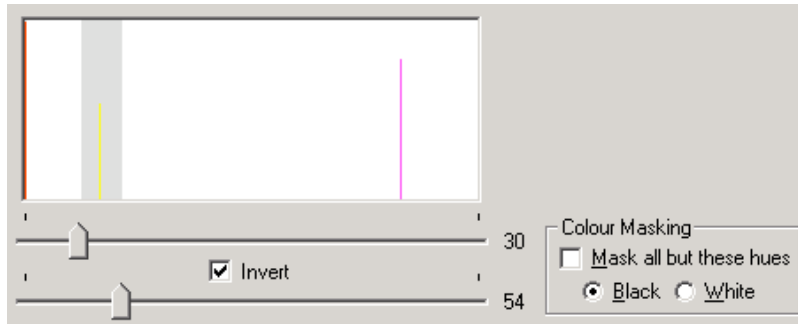 30
Invert
54
Colour Masking
Mask all but these hues
Black White